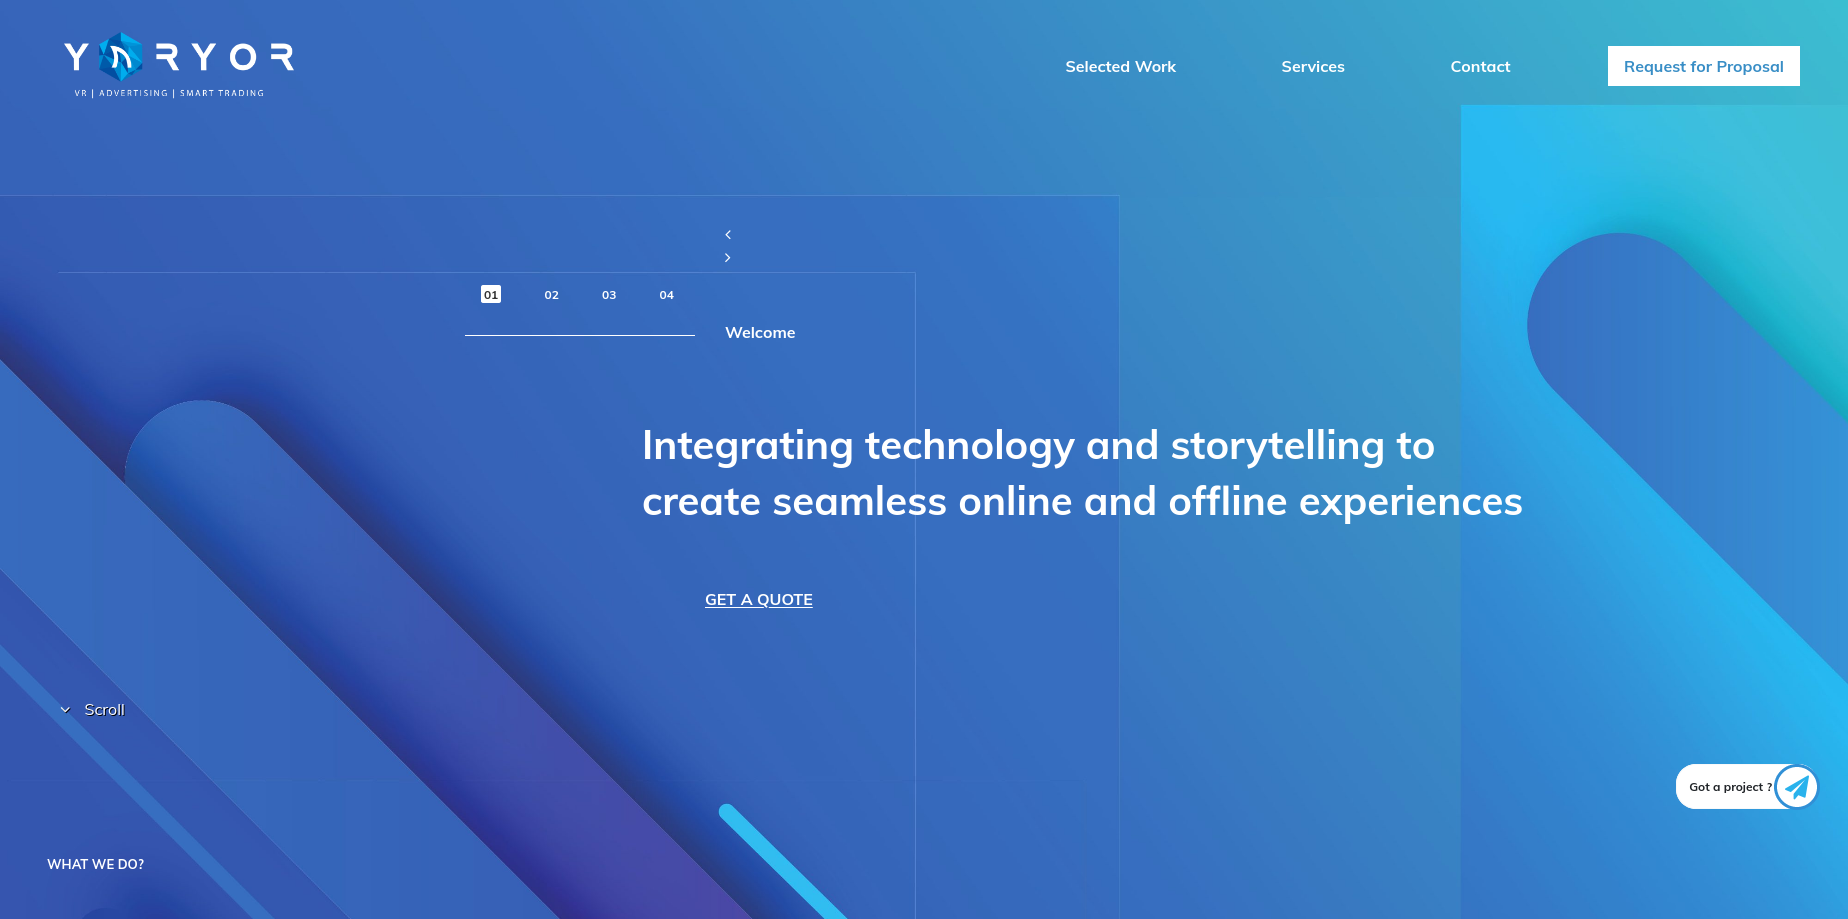 YNRYOR
VR | ADVERTISING | SMART TRADING
Selected Work
Services
Contact
Request for Proposal
01
02
03
04
Welcome
Integrating technology and storytelling to
create seamless online and offline experiences
GET A QUOTE
Scroll
Got a project ?
WHAT WE DO?